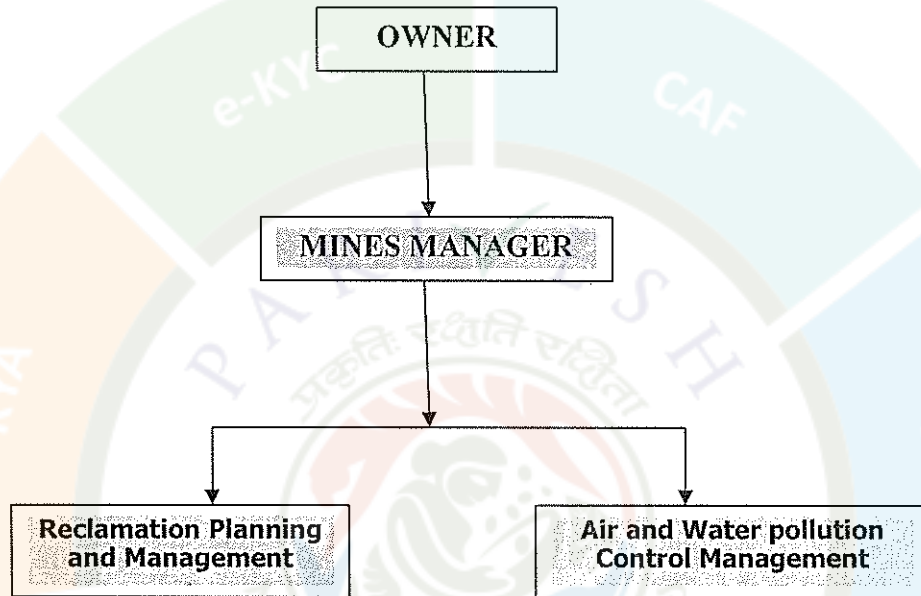 OWNER
e-KYC
CAF
MINES MANAGER
PARIVESH
प्रकृतिः रक्षति रक्षिता
Reclamation Planning
and Management
Air and Water pollution
Control Management